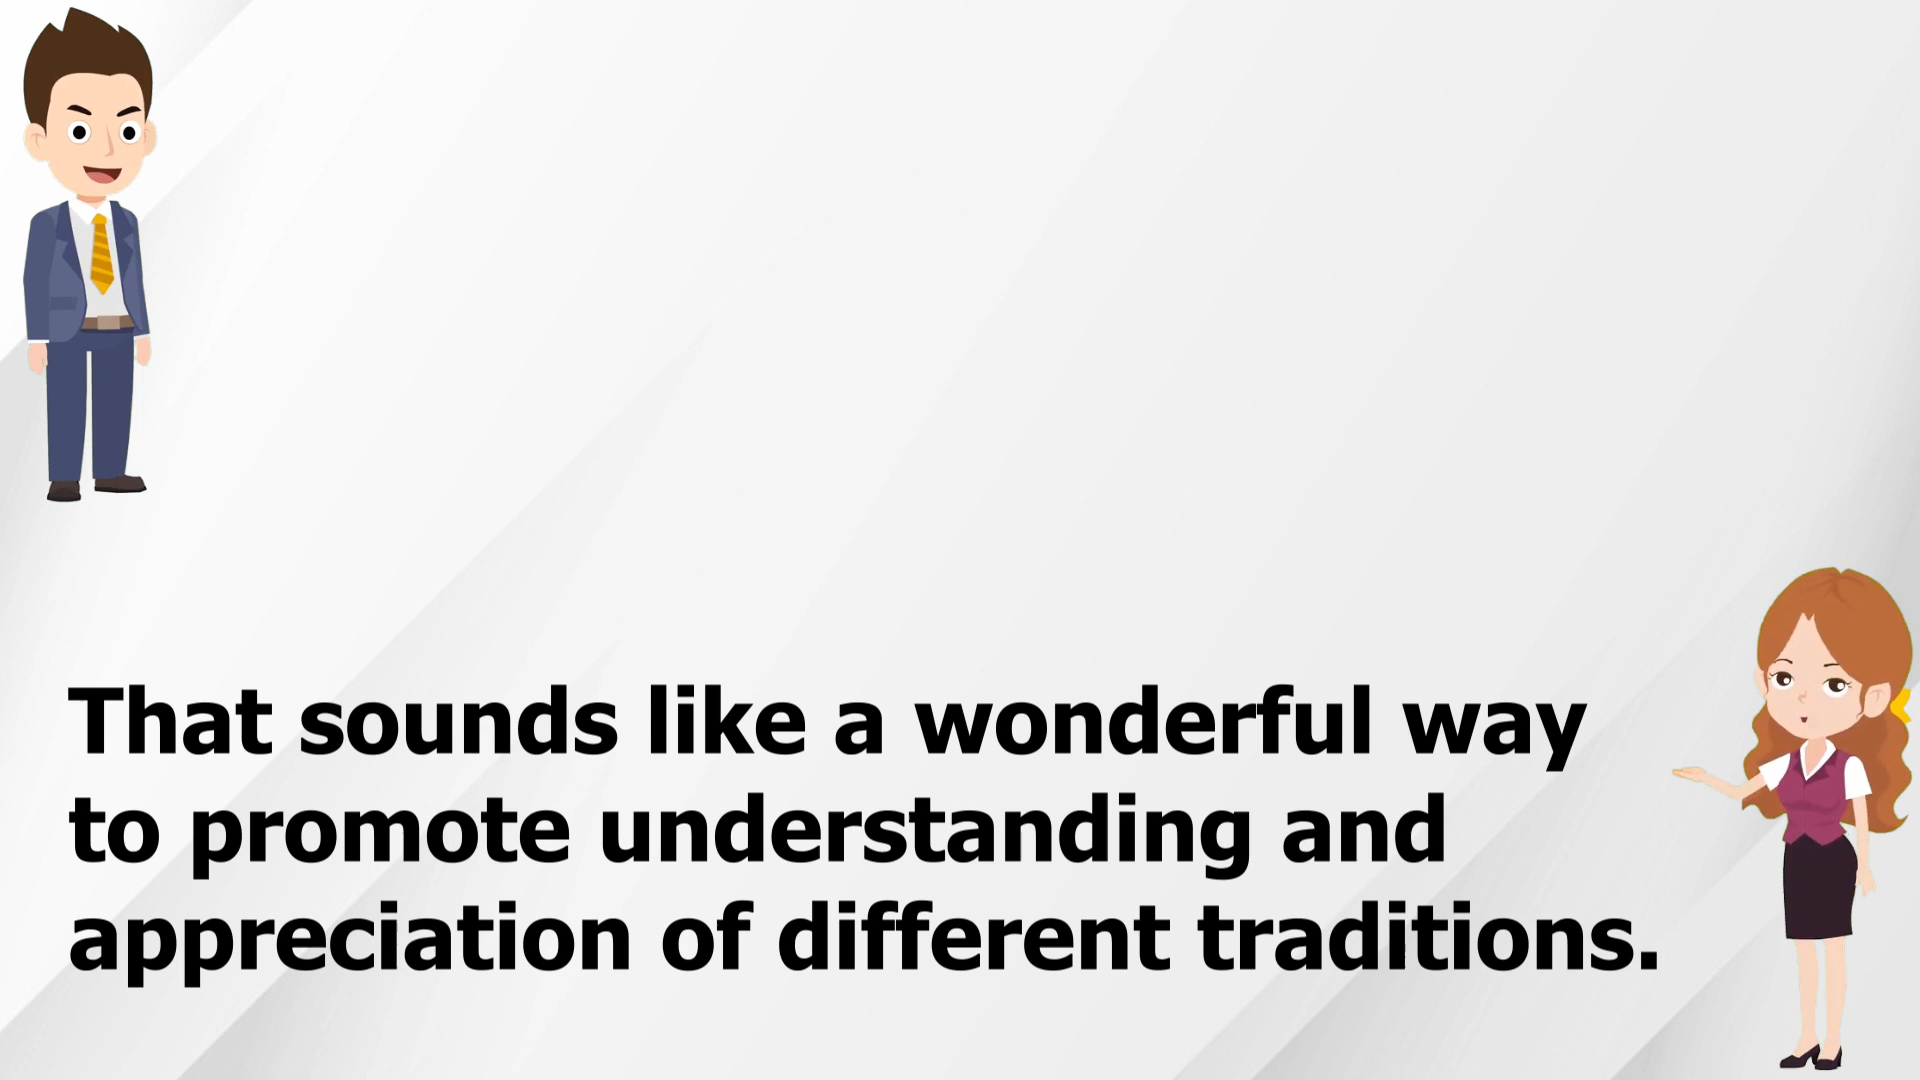 That sounds like a wonderful way
to promote understanding and
appreciation of different traditions.